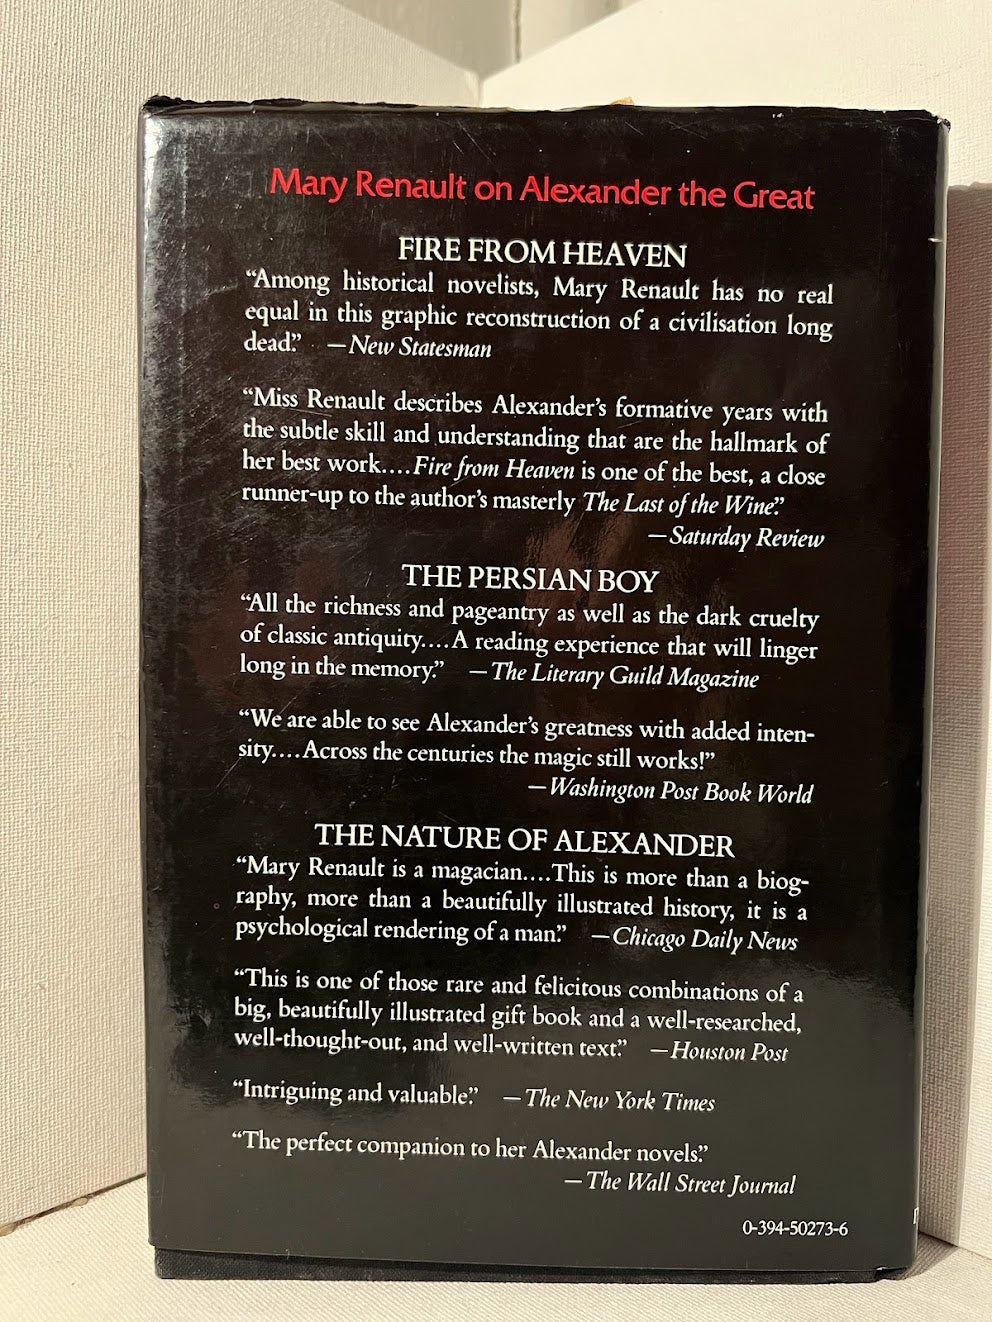 Mary Renault on Alexander the Great
FIRE FROM HEAVEN
“Among historical novelists, Mary Renault has no real
equal in this graphic reconstruction of a civilisation long
dead.” —New Statesman
“Miss Renault describes Alexander’s formative years with
the subtle skill and understanding that are the hallmark of
her best work....Fire from Heaven is one of the best, a close
runner-up to the author’s masterly The Last of the Wine.”
—Saturday Review
THE PERSIAN BOY
“All the richness and pageantry as well as the dark cruelty
of classic antiquity....A reading experience that will linger
long in the memory.” —The Literary Guild Magazine
“We are able to see Alexander’s greatness with added inten-
sity....Across the centuries the magic still works!”
—Washington Post Book World
THE NATURE OF ALEXANDER
“Mary Renault is a magacian....This is more than a biog-
raphy, more than a beautifully illustrated history, it is a
psychological rendering of a man.” —Chicago Daily News
“This is one of those rare and felicitous combinations of a
big, beautifully illustrated gift book and a well-researched,
well-thought-out, and well-written text.” —Houston Post
“Intriguing and valuable.” —The New York Times
“The perfect companion to her Alexander novels.”
—The Wall Street Journal
0-394-50273-6